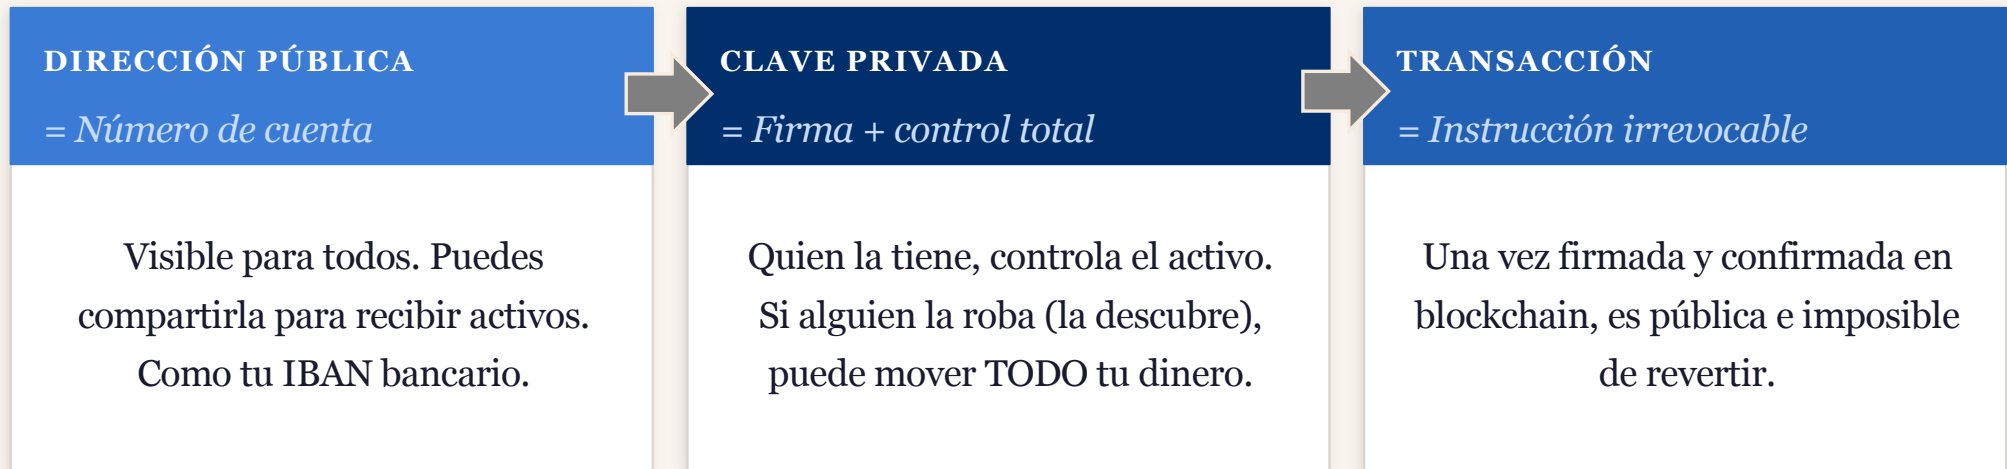 DIRECCIÓN PÚBLICA
= Número de cuenta
Visible para todos. Puedes
compartirla para recibir activos.
Como tu IBAN bancario.
CLAVE PRIVADA
= Firma + control total
Quien la tiene, controla el activo.
Si alguien la roba (la descubre),
puede mover TODO tu dinero.
TRANSACCIÓN
= Instrucción irrevocable
Una vez firmada y confirmada en
blockchain, es pública e imposible
de revertir.